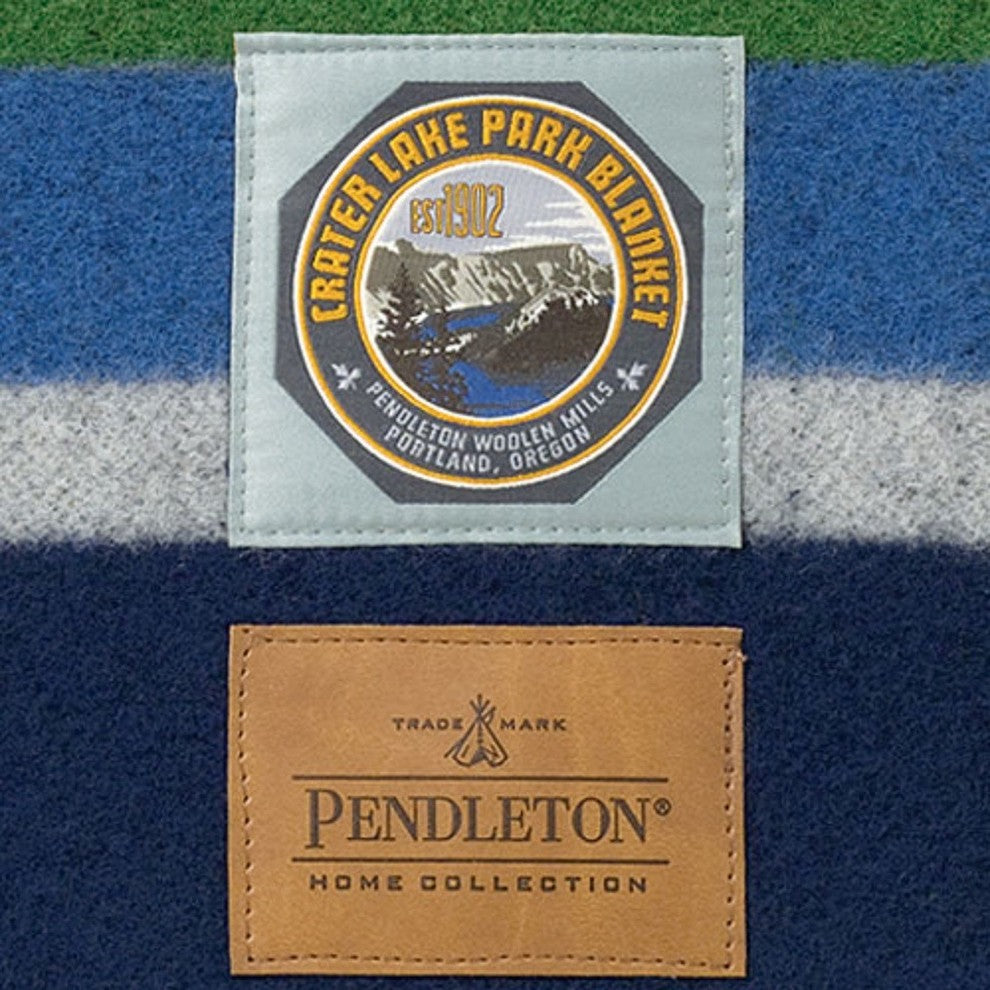 CRATER LAKE PARK BLANKET
EST 1902
PENDLETON WOOLEN MILLS
PORTLAND, OREGON
TRADE MARK
PENDLETON®
HOME COLLECTION